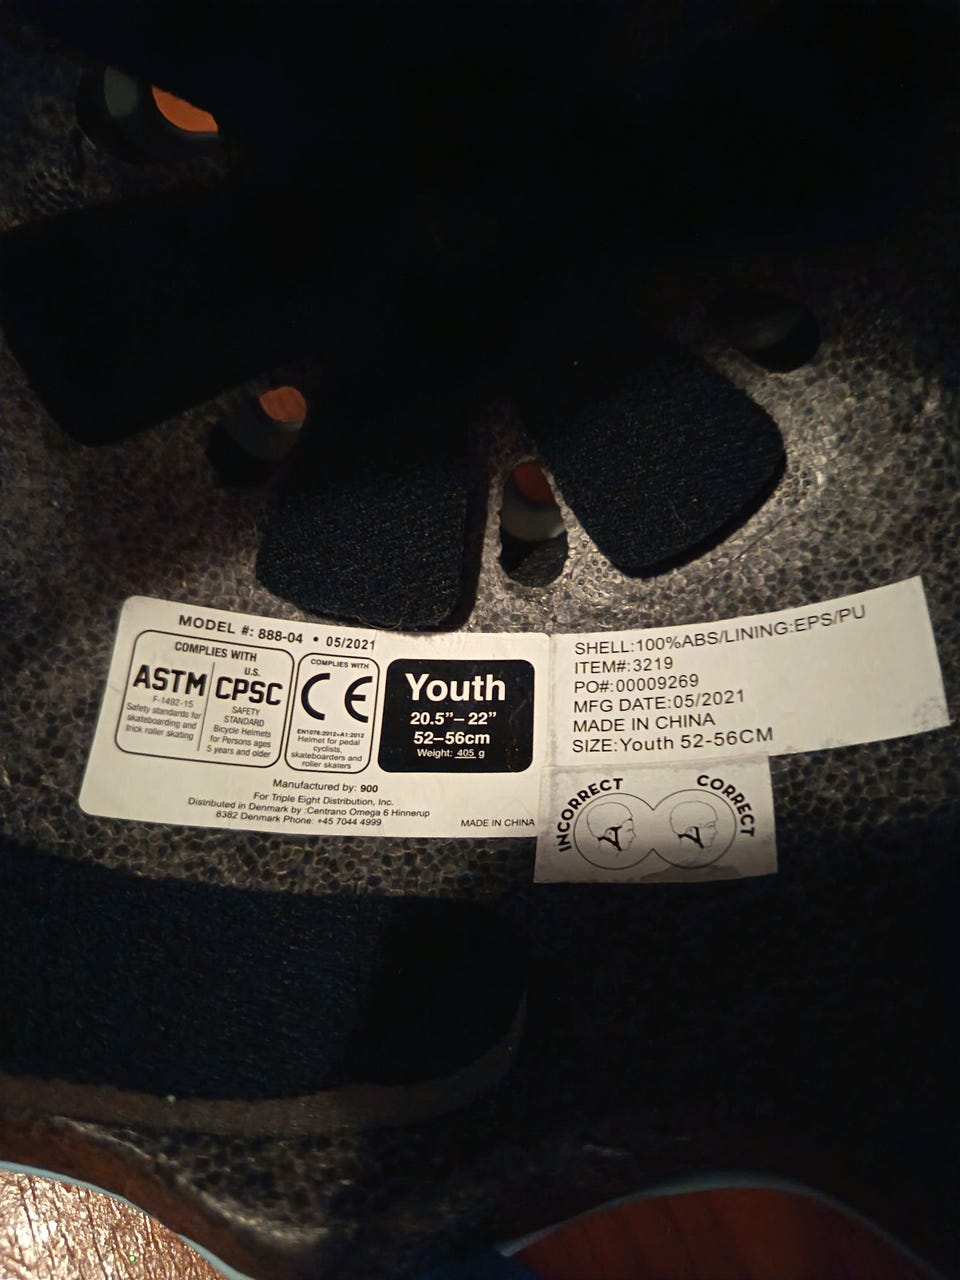 MODEL #: 888-04 • 05/2021
COMPLIES WITH
ASTM
F-1492-15
Safety standards for
skateboarding and
trick roller skating
U.S.
CPSC
SAFETY
STANDARD
Bicycle Helmets
for Persons ages
5 years and older
COMPLIES WITH
CE
EN1078:2012+A1:2012
Helmet for pedal
cyclists,
skateboarders and
roller skaters
Youth
20.5"– 22"
52–56cm
Weight: 405 g
Manufactured by: 900
For Triple Eight Distribution, Inc.
Distributed in Denmark by :Centrano Omega 6 Hinnerup
8382 Denmark Phone: +45 7044 4999
MADE IN CHINA
SHELL:100%ABS/LINING:EPS/PU
ITEM#:3219
PO#:00009269
MFG DATE:05/2021
MADE IN CHINA
SIZE:Youth 52-56CM
INCORRECT
CORRECT